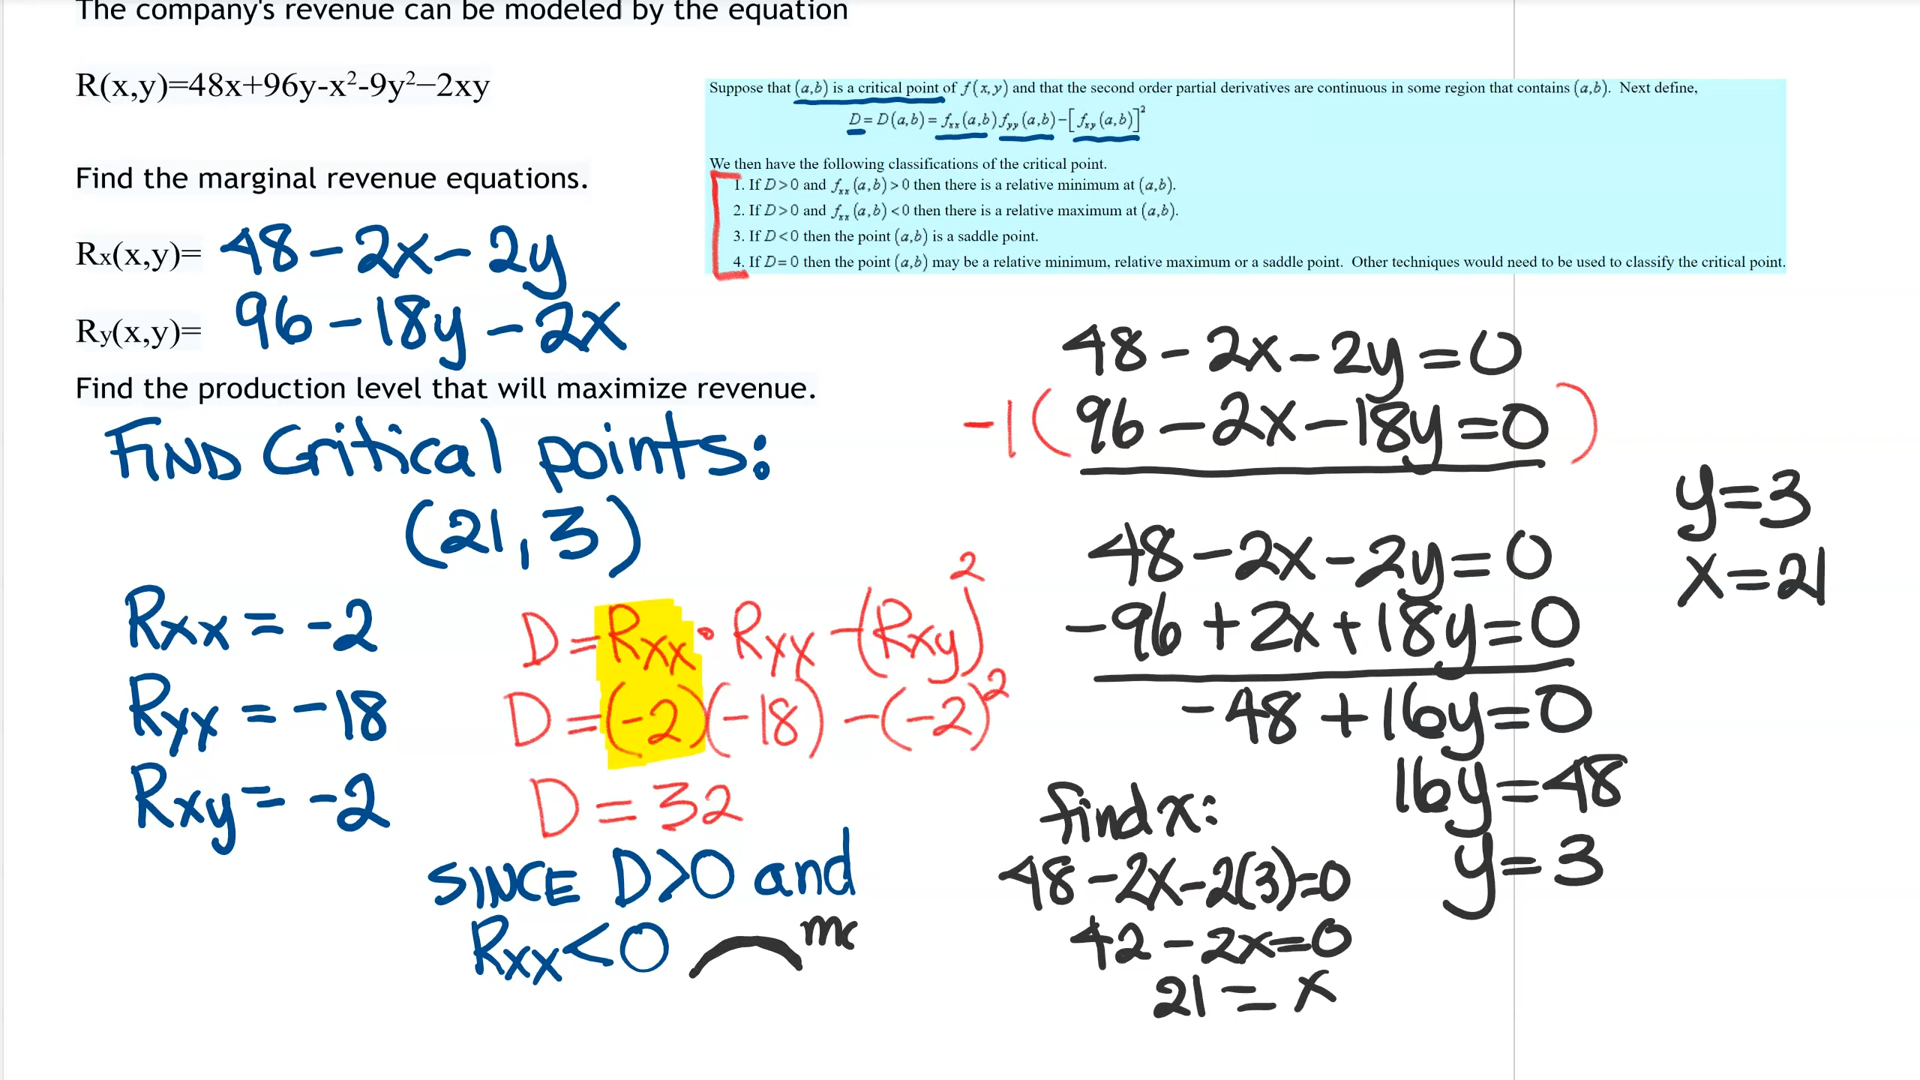 The company's revenue can be modeled by the equation
R(x,y)=48x+96y-x²-9y²−2xy
Find the marginal revenue equations.
Rx(x,y)= 48 - 2x - 2y
Ry(x,y)= 96 - 18y - 2x
Find the production level that will maximize revenue.
FIND Critical points:
(21, 3)
Rxx = -2
Ryy = -18
Rxy = -2
Suppose that (a,b) is a critical point of f(x,y) and that the second order partial derivatives are continuous in some region that contains (a,b). Next define,
D = D(a,b) = fxx(a,b) fyy(a,b) - [fxy(a,b)]²
We then have the following classifications of the critical point.
1. If D > 0 and fxx(a,b) > 0 then there is a relative minimum at (a,b).
2. If D > 0 and fxx(a,b) < 0 then there is a relative maximum at (a,b).
3. If D < 0 then the point (a,b) is a saddle point.
4. If D = 0 then the point (a,b) may be a relative minimum, relative maximum or a saddle point. Other techniques would need to be used to classify the critical point.
D = Rxx · Ryy - (Rxy)²
D = (-2)(-18) - (-2)²
D = 32
SINCE D>0 and
Rxx<0
48 - 2x - 2y = 0
-1( 96 - 2x - 18y = 0 )
48 - 2x - 2y = 0
-96 + 2x + 18y = 0
-48 + 16y = 0
16y = 48
y = 3
find x:
48 - 2x - 2(3) = 0
42 - 2x = 0
21 = x
y = 3
x = 21